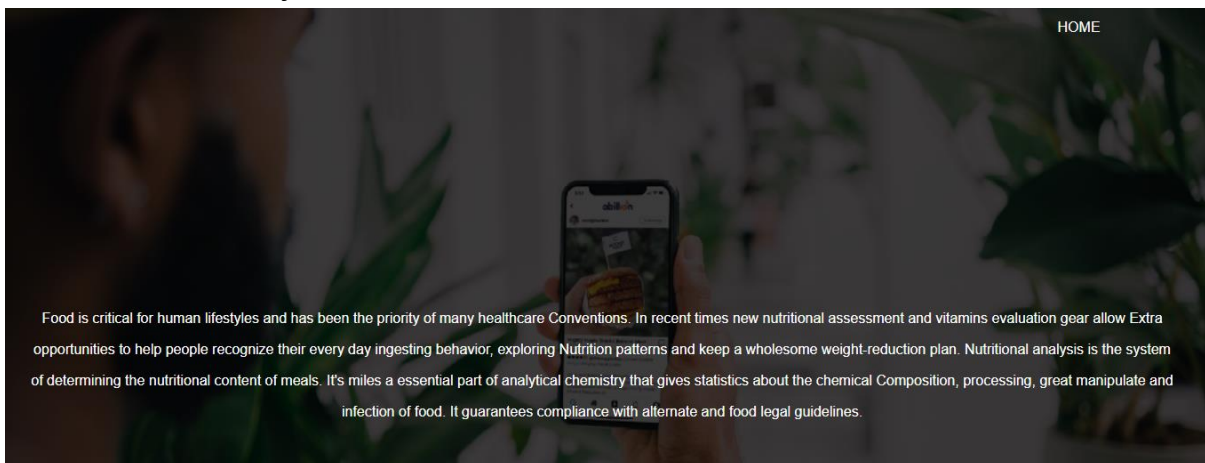 HOME
Food is critical for human lifestyles and has been the priority of many healthcare Conventions. In recent times new nutritional assessment and vitamins evaluation gear allow Extra
opportunities to help people recognize their every day ingesting behavior, exploring Nutrition patterns and keep a wholesome weight-reduction plan. Nutritional analysis is the system
of determining the nutritional content of meals. It's miles a essential part of analytical chemistry that gives statistics about the chemical Composition, processing, great manipulate and
infection of food. It guarantees compliance with alternate and food legal guidelines.